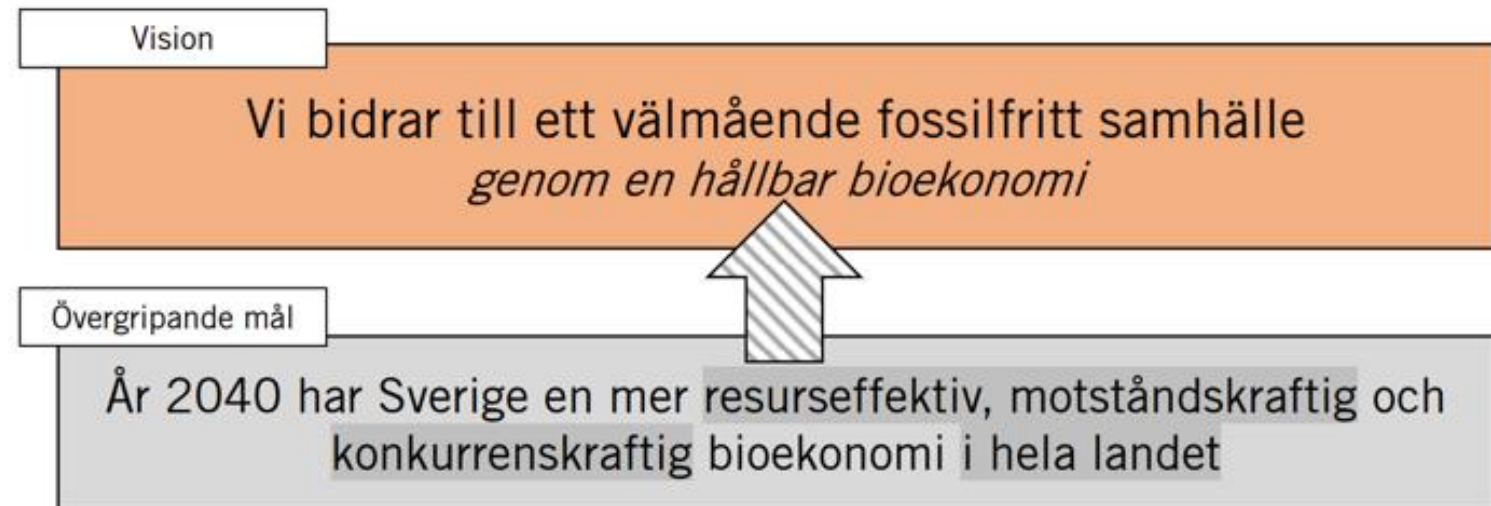 Vision
Vi bidrar till ett välmående fossilfritt samhälle
genom en hållbar bioekonomi
Övergripande mål
År 2040 har Sverige en mer resurseffektiv, motståndskraftig och
konkurrenskraftig bioekonomi i hela landet